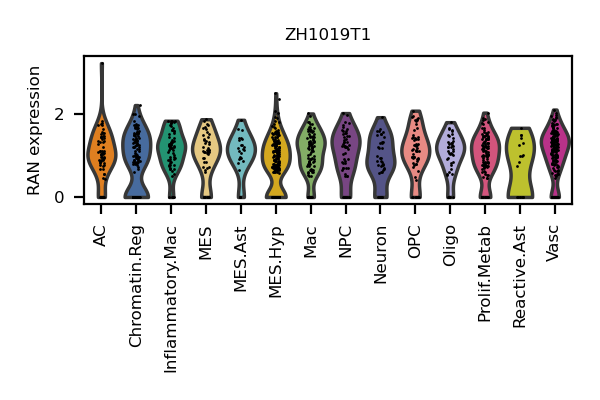 ZH1019T1
RAN expression
2
0
AC
Chromatin.Reg
Inflammatory.Mac
MES
MES.Ast
MES.Hyp
Mac
NPC
Neuron
OPC
Oligo
Prolif.Metab
Reactive.Ast
Vasc